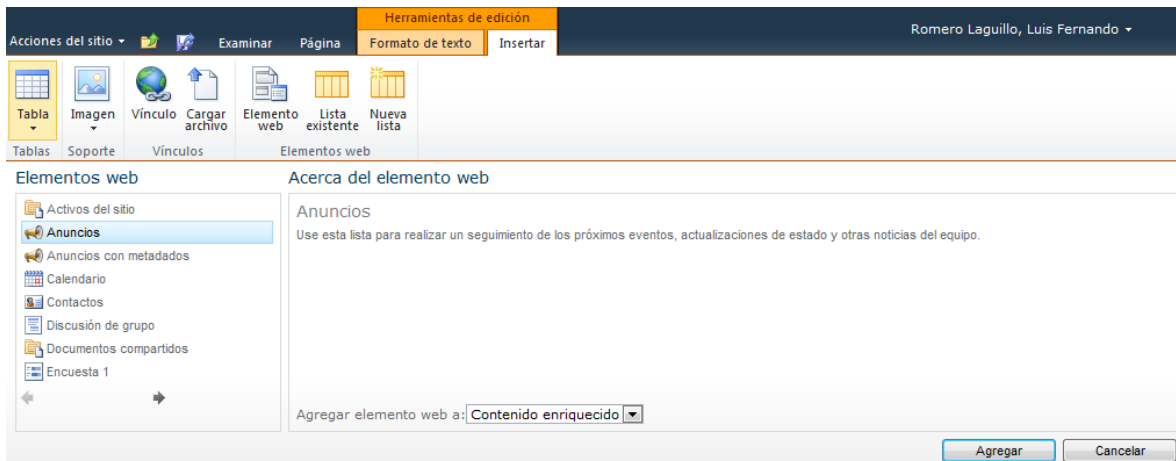 Herramientas de edición
Romero Laguillo, Luis Fernando
Acciones del sitio
Examinar
Página
Formato de texto
Insertar
Tabla
Imagen
Vínculo
Cargar archivo
Elemento web
Lista existente
Nueva lista
Tablas
Soporte
Vínculos
Elementos web
Elementos web
Activos del sitio
Anuncios
Anuncios con metadados
Calendario
Contactos
Discusión de grupo
Documentos compartidos
Encuesta 1
Acerca del elemento web
Anuncios
Use esta lista para realizar un seguimiento de los próximos eventos, actualizaciones de estado y otras noticias del equipo.
Agregar elemento web a: Contenido enriquecido
Agregar
Cancelar